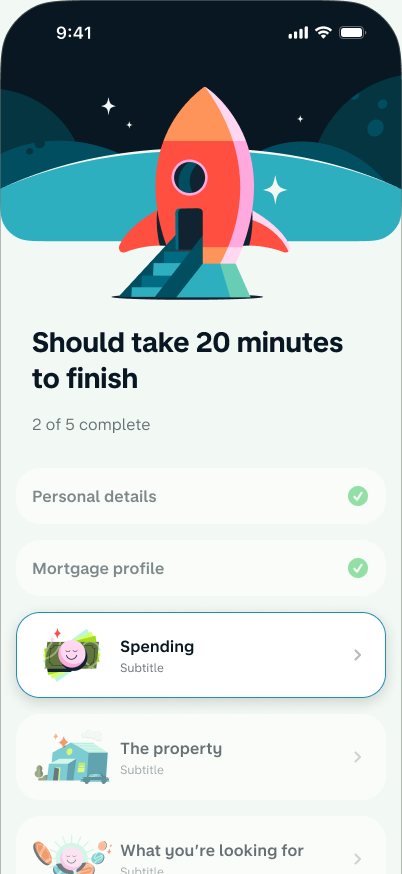 9:41
Should take 20 minutes
to finish
2 of 5 complete
Personal details
Mortgage profile
Spending
Subtitle
The property
Subtitle
What you're looking for
Subtitle